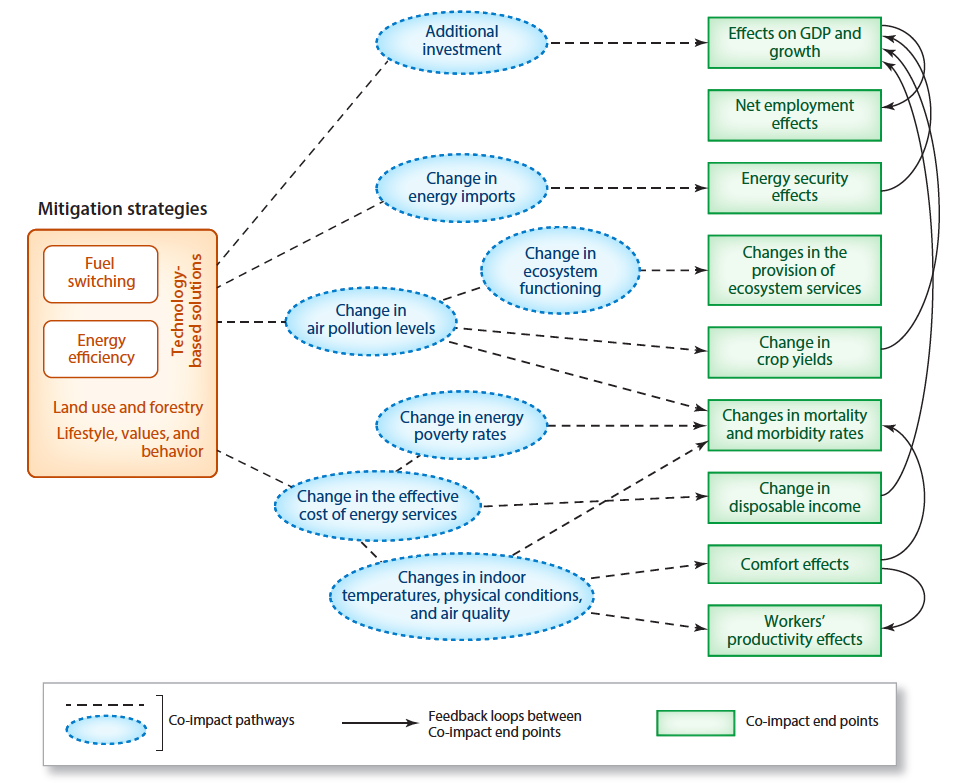 Additional
investment
Effects on GDP and
growth
Net employment
effects
Change in
energy imports
Energy security
effects
Mitigation strategies
Fuel
switching
Energy
efficiency
Technology-
based solutions
Land use and forestry
Lifestyle, values, and
behavior
Change in
ecosystem
functioning
Changes in the
provision of
ecosystem services
Change in
air pollution levels
Change in
crop yields
Change in energy
poverty rates
Changes in mortality
and morbidity rates
Change in the effective
cost of energy services
Change in
disposable income
Changes in indoor
temperatures, physical conditions,
and air quality
Comfort effects
Workers’
productivity effects
Co-impact pathways
Feedback loops between
Co-impact end points
Co-impact end points